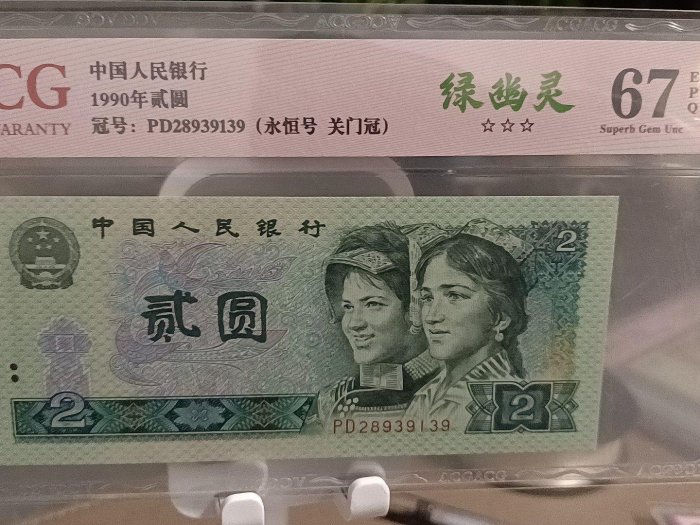 CG
ARANTY
中国人民银行
1990年贰圆
冠号：PD28939139（永恒号 关门冠）
绿幽灵
☆☆☆
67
E
P
Q
Superb Gem Unc
中国人民银行
2
贰圆
2
2
PD28939139